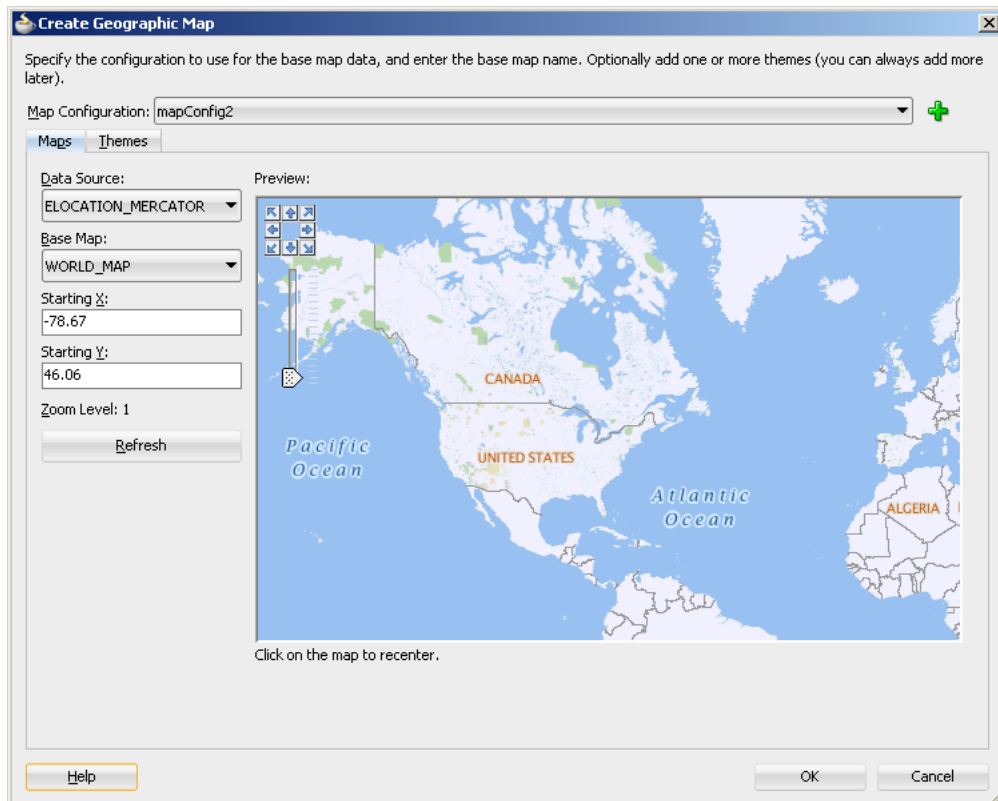 Create Geographic Map
Specify the configuration to use for the base map data, and enter the base map name. Optionally add one or more themes (you can always add more
later).
Map Configuration: mapConfig2
Maps Themes
Data Source:
ELOCATION_MERCATOR
Base Map:
WORLD_MAP
Starting X:
-78.67
Starting Y:
46.06
Zoom Level: 1
Refresh
Preview:
CANADA
Pacific
Ocean
UNITED STATES
Atlantic
Ocean
ALGERIA
Click on the map to recenter.
Help OK Cancel